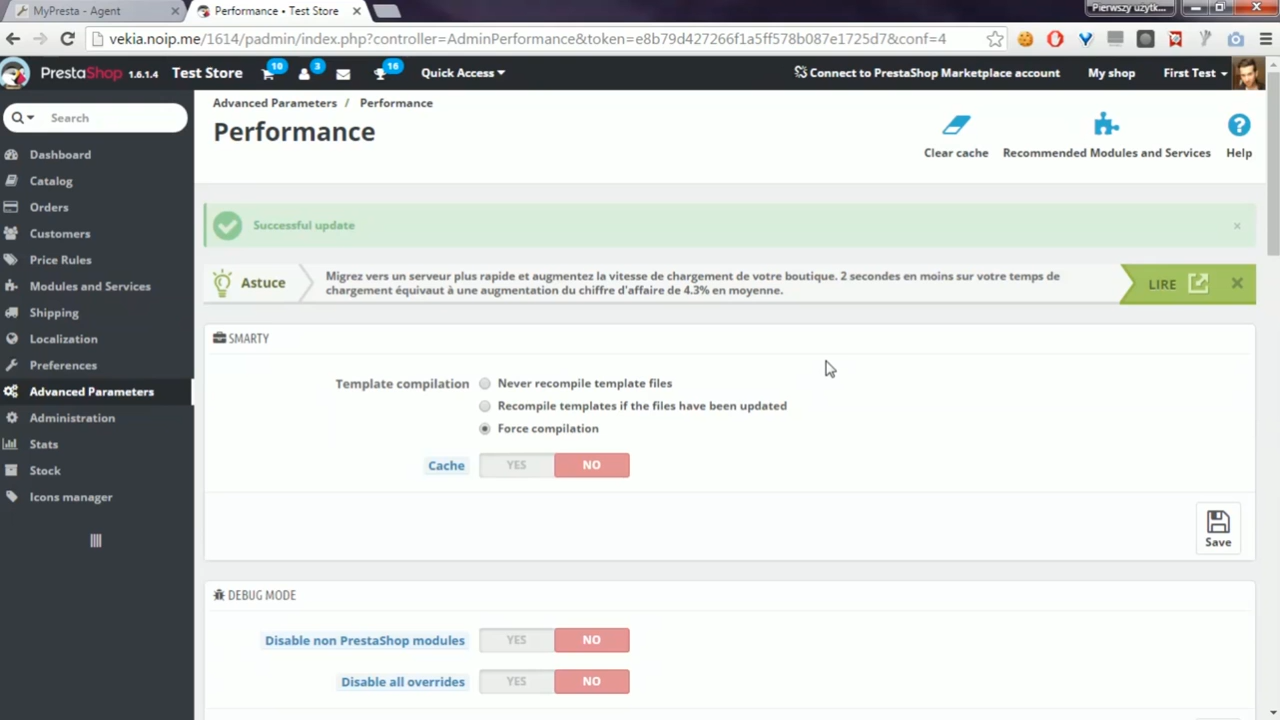 MyPresta - Agent
Performance • Test Store
Pierwszy użytk...
vekia.noip.me/1614/padmin/index.php?controller=AdminPerformance&token=e8b79d427266f1a5ff578b087e1725d7&conf=4
PrestaShop 1.6.1.4
Test Store
10
3
16
Quick Access
Connect to PrestaShop Marketplace account
My shop
First Test
Search
Dashboard
Catalog
Orders
Customers
Price Rules
Modules and Services
Shipping
Localization
Preferences
Advanced Parameters
Administration
Stats
Stock
Icons manager
Advanced Parameters / Performance
Performance
Clear cache
Recommended Modules and Services
Help
Successful update
Astuce
Migrez vers un serveur plus rapide et augmentez la vitesse de chargement de votre boutique. 2 secondes en moins sur votre temps de
chargement équivaut à une augmentation du chiffre d'affaire de 4.3% en moyenne.
LIRE
SMARTY
Template compilation
Never recompile template files
Recompile templates if the files have been updated
Force compilation
Cache
YES
NO
Save
DEBUG MODE
Disable non PrestaShop modules
YES
NO
Disable all overrides
YES
NO